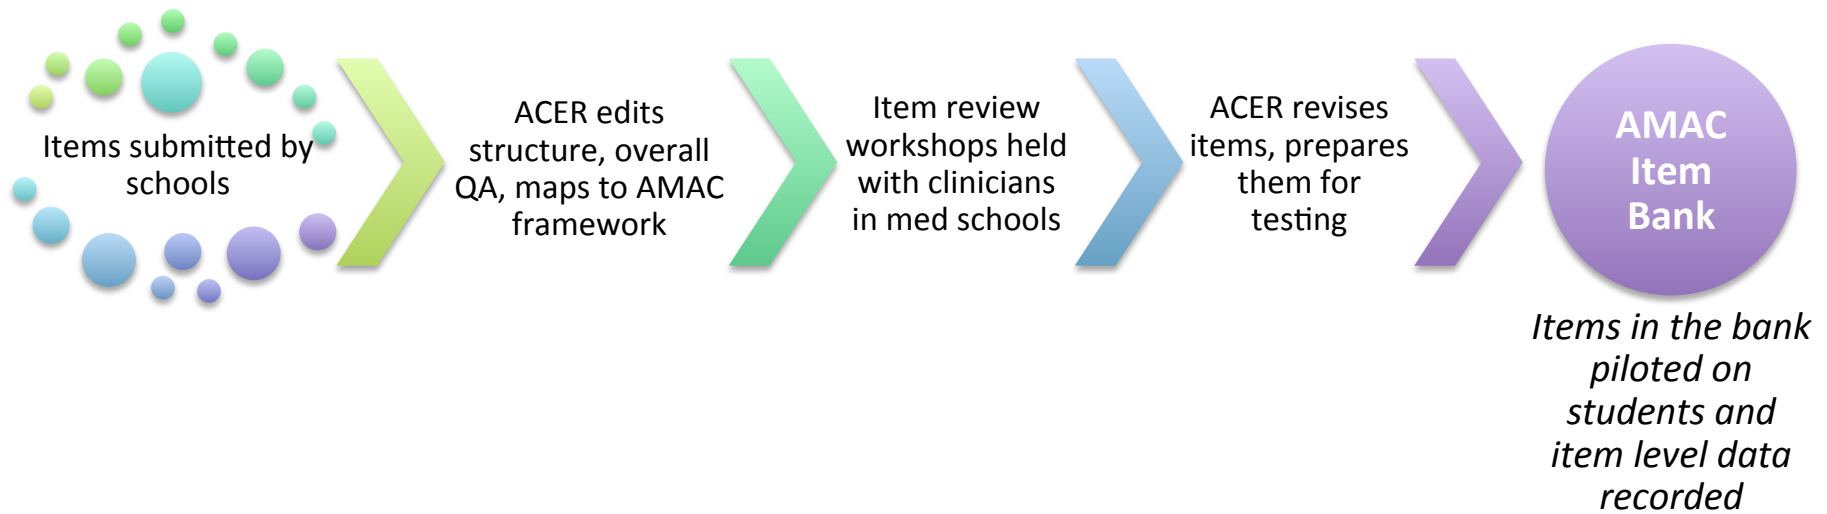 Items submitted by
schools
ACER edits
structure, overall
QA, maps to AMAC
framework
Item review
workshops held
with clinicians
in med schools
ACER revises
items, prepares
them for
testing
AMAC
Item
Bank
Items in the bank
piloted on
students and
item level data
recorded